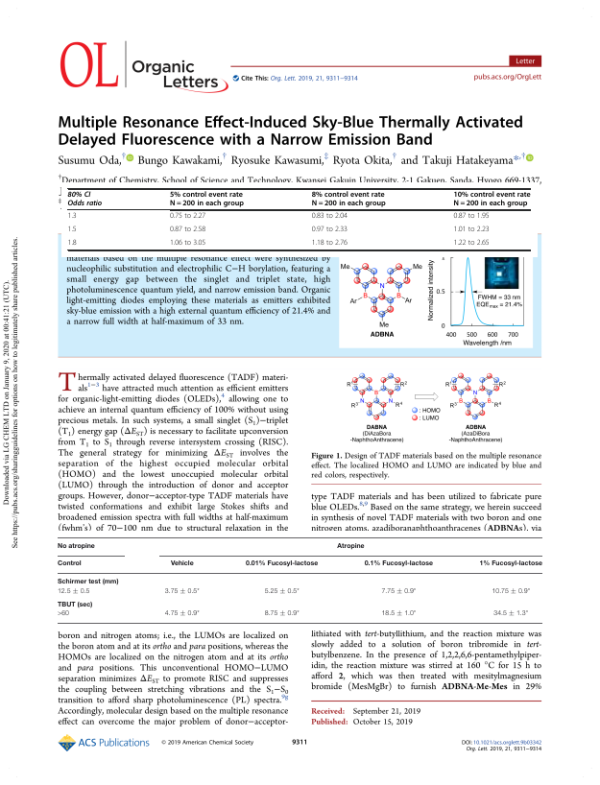 Downloaded via LG CHEM LTD on January 9, 2020 at 00:41:21 (UTC).
See https://pubs.acs.org/sharingguidelines for options on how to legitimately share published articles.
OL
Organic
Letters
Letter
Cite This: Org. Lett. 2019, 21, 9311−9314
pubs.acs.org/OrgLett
Multiple Resonance Effect-Induced Sky-Blue Thermally Activated
Delayed Fluorescence with a Narrow Emission Band
Susumu Oda,† Bungo Kawakami,† Ryosuke Kawasumi,‡ Ryota Okita,† and Takuji Hatakeyama*,†
†Department of Chemistry, School of Science and Technology, Kwansei Gakuin University, 2-1 Gakuen, Sanda, Hyogo 669-1337,
80% CI 5% control event rate 8% control event rate 10% control event rate
Odds ratio N = 200 in each group N = 200 in each group N = 200 in each group
1.3 0.75 to 2.27 0.83 to 2.04 0.87 to 1.95
1.5 0.87 to 2.58 0.97 to 2.33 1.01 to 2.23
1.8 1.06 to 3.05 1.18 to 2.76 1.22 to 2.65
materials based on the multiple resonance effect were synthesized by
nucleophilic substitution and electrophilic C−H borylation, featuring a
small energy gap between the singlet and triplet state, high
photoluminescence quantum yield, and narrow emission band. Organic
light-emitting diodes employing these materials as emitters exhibited
sky-blue emission with a high external quantum efficiency of 21.4% and
a narrow full width at half-maximum of 33 nm.
Me Me
N
B B
Ar Ar
Me
ADBNA
Normalized intensity
1
0.5
0
FWHM = 33 nm
EQEmax = 21.4%
400 500 600 700
Wavelength /nm
Thermally activated delayed fluorescence (TADF) materi-
als1−3 have attracted much attention as efficient emitters
for organic-light-emitting diodes (OLEDs),4 allowing one to
achieve an internal quantum efficiency of 100% without using
precious metals. In such systems, a small singlet (S1)−triplet
(T1) energy gap (ΔEST) is necessary to facilitate upconversion
from T1 to S1 through reverse intersystem crossing (RISC).
The general strategy for minimizing ΔEST involves the
separation of the highest occupied molecular orbital
(HOMO) and the lowest unoccupied molecular orbital
(LUMO) through the introduction of donor and acceptor
groups. However, donor−acceptor-type TADF materials have
twisted conformations and exhibit large Stokes shifts and
broadened emission spectra with full widths at half-maximum
(fwhm's) of 70−100 nm due to structural relaxation in the
R1 R2 R1 R2
R3 R4 R3 R4
: HOMO
: LUMO
DABNA
(DiAzaBora
-NaphthoAnthracene)
ADBNA
(AzaDiBora
-NaphthoAnthracene)
Figure 1. Design of TADF materials based on the multiple resonance
effect. The localized HOMO and LUMO are indicated by blue and
red colors, respectively.
type TADF materials and has been utilized to fabricate pure
blue OLEDs.8,9 Based on the same strategy, we herein succeed
in synthesis of novel TADF materials with two boron and one
nitrogen atoms, azadiboranaphthoanthracenes (ADBNAs), via
No atropine Atropine
Control Vehicle 0.01% Fucosyl-lactose 0.1% Fucosyl-lactose 1% Fucosyl-lactose
Schirmer test (mm)
12.5 ± 0.5 3.75 ± 0.5* 5.25 ± 0.5* 7.75 ± 0.9* 10.75 ± 0.9*
TBUT (sec)
>60 4.75 ± 0.9* 8.75 ± 0.9* 18.5 ± 1.0* 34.5 ± 1.3*
boron and nitrogen atoms; i.e., the LUMOs are localized on
the boron atom and at its ortho and para positions, whereas the
HOMOs are localized on the nitrogen atom and at its ortho
and para positions. This unconventional HOMO−LUMO
separation minimizes ΔEST to promote RISC and suppresses
the coupling between stretching vibrations and the S1−S0
transition to afford sharp photoluminescence (PL) spectra.9g
Accordingly, molecular design based on the multiple resonance
effect can overcome the major problem of donor−acceptor-
lithiated with tert-butyllithium, and the reaction mixture was
slowly added to a solution of boron tribromide in tert-
butylbenzene. In the presence of 1,2,2,6,6-pentamethylpiper-
idin, the reaction mixture was stirred at 160 °C for 15 h to
afford 2, which was then treated with mesitylmagnesium
bromide (MesMgBr) to furnish ADBNA-Me-Mes in 29%
Received: September 21, 2019
Published: October 15, 2019
ACS Publications
© 2019 American Chemical Society
9311
DOI: 10.1021/acs.orglett.9b03342
Org. Lett. 2019, 21, 9311−9314